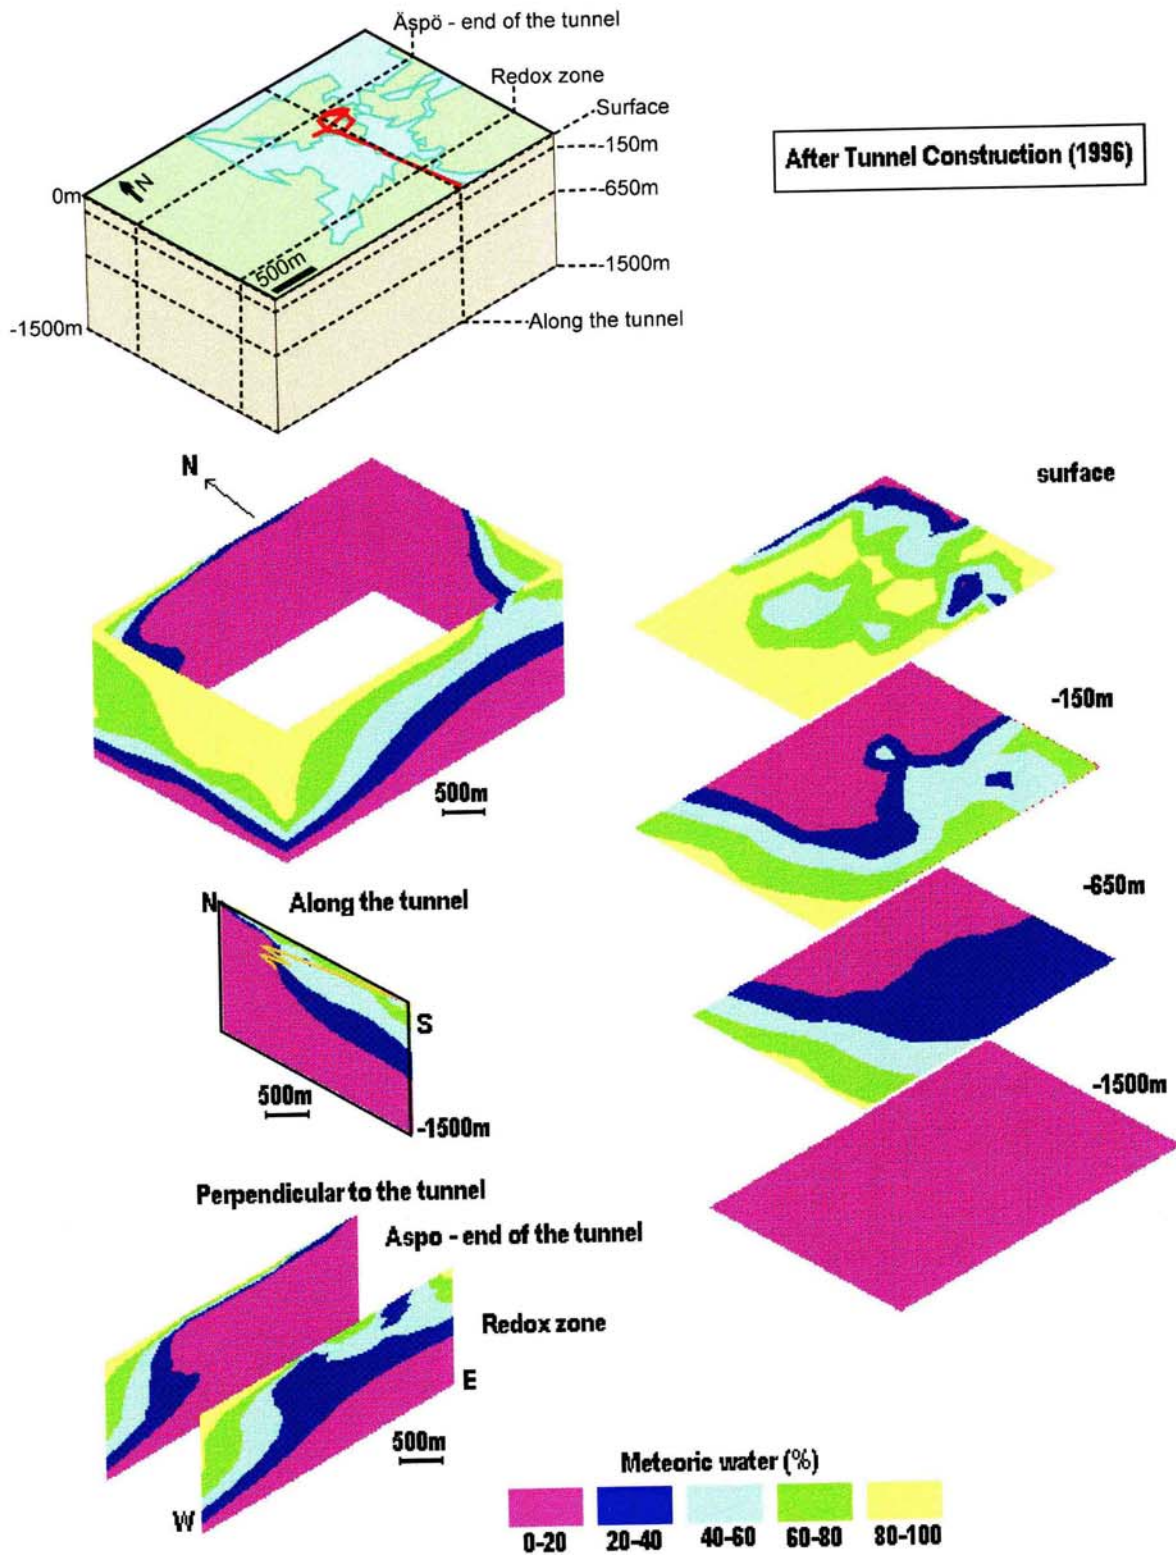 Äspö - end of the tunnel
Redox zone
Surface
-150m
-650m
-1500m
Along the tunnel
0m
N
500m
-1500m
After Tunnel Construction (1996)
N
500m
surface
-150m
-650m
-1500m
N
Along the tunnel
S
500m
-1500m
Perpendicular to the tunnel
Aspo - end of the tunnel
Redox zone
E
500m
W
Meteoric water (%)
0-20 20-40 40-60 60-80 80-100